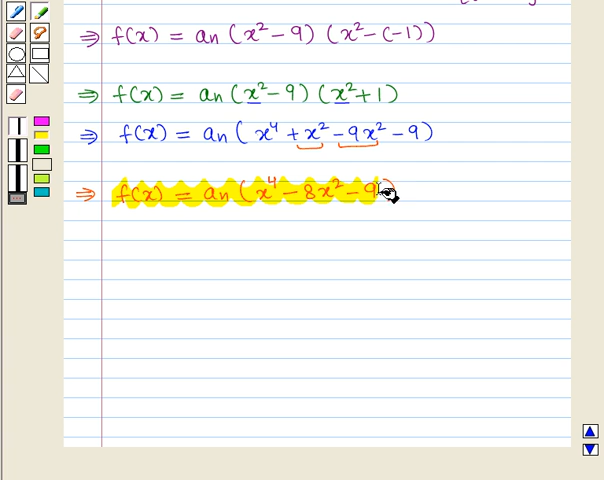 ⇒ f(x) = an (x² - 9) (x² - (-1))
⇒ f(x) = an (x² - 9) (x² + 1)
⇒ f(x) = an (x⁴ + x² - 9x² - 9)
⇒ f(x) = an (x⁴ - 8x² - 9)